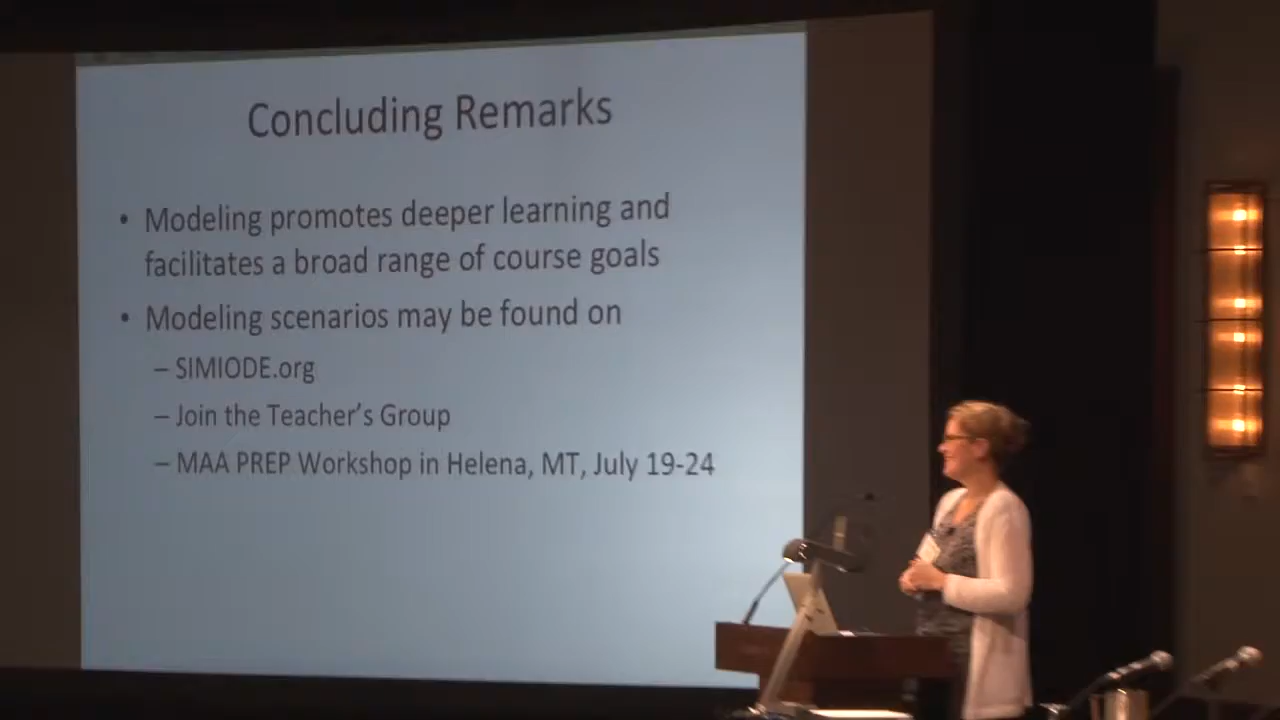 Concluding Remarks
• Modeling promotes deeper learning and
facilitates a broad range of course goals
• Modeling scenarios may be found on
– SIMIODE.org
– Join the Teacher's Group
– MAA PREP Workshop in Helena, MT, July 19-24